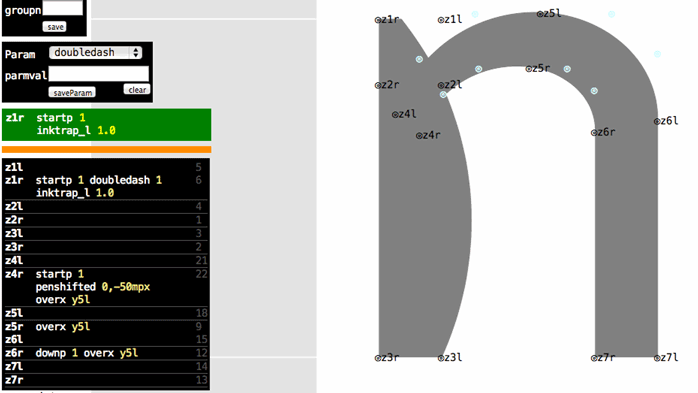 groupn
save
Param doubledash
parmval
saveParam clear
z1r startp 1
inktrap_l 1.0
z1l 5
z1r startp 1 doubledash 1 6
inktrap_l 1.0
z2l 4
z2r 1
z3l 3
z3r 2
z4l 21
z4r startp 1 22
penshifted 0,-50mpx
overx y5l
z5l 18
z5r overx y5l 9
z6l 15
z6r downp 1 overx y5l 12
z7l 14
z7r 13
z1r z1l z5l
z5r
z2r z2l
z4l
z4r
z6r
z6l
z3r z3l z7r z7l